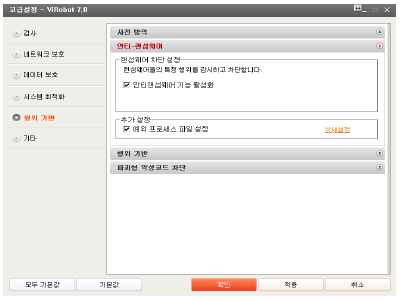 고급설정 - ViRobot 7.0
검사
네트워크 보호
데이터 보호
시스템 최적화
행위 기반
기타
사전 방역
안티-랜섬웨어
랜섬웨어 차단 설정
랜섬웨어들의 특정 행위를 감시하고 차단합니다.
안티랜섬웨어 기능 활성화
추가 설정
예외 프로세스 파일 설정
상세설정
행위 기반
파괴형 악성코드 차단
모두 기본값
기본값
확인
적용
취소